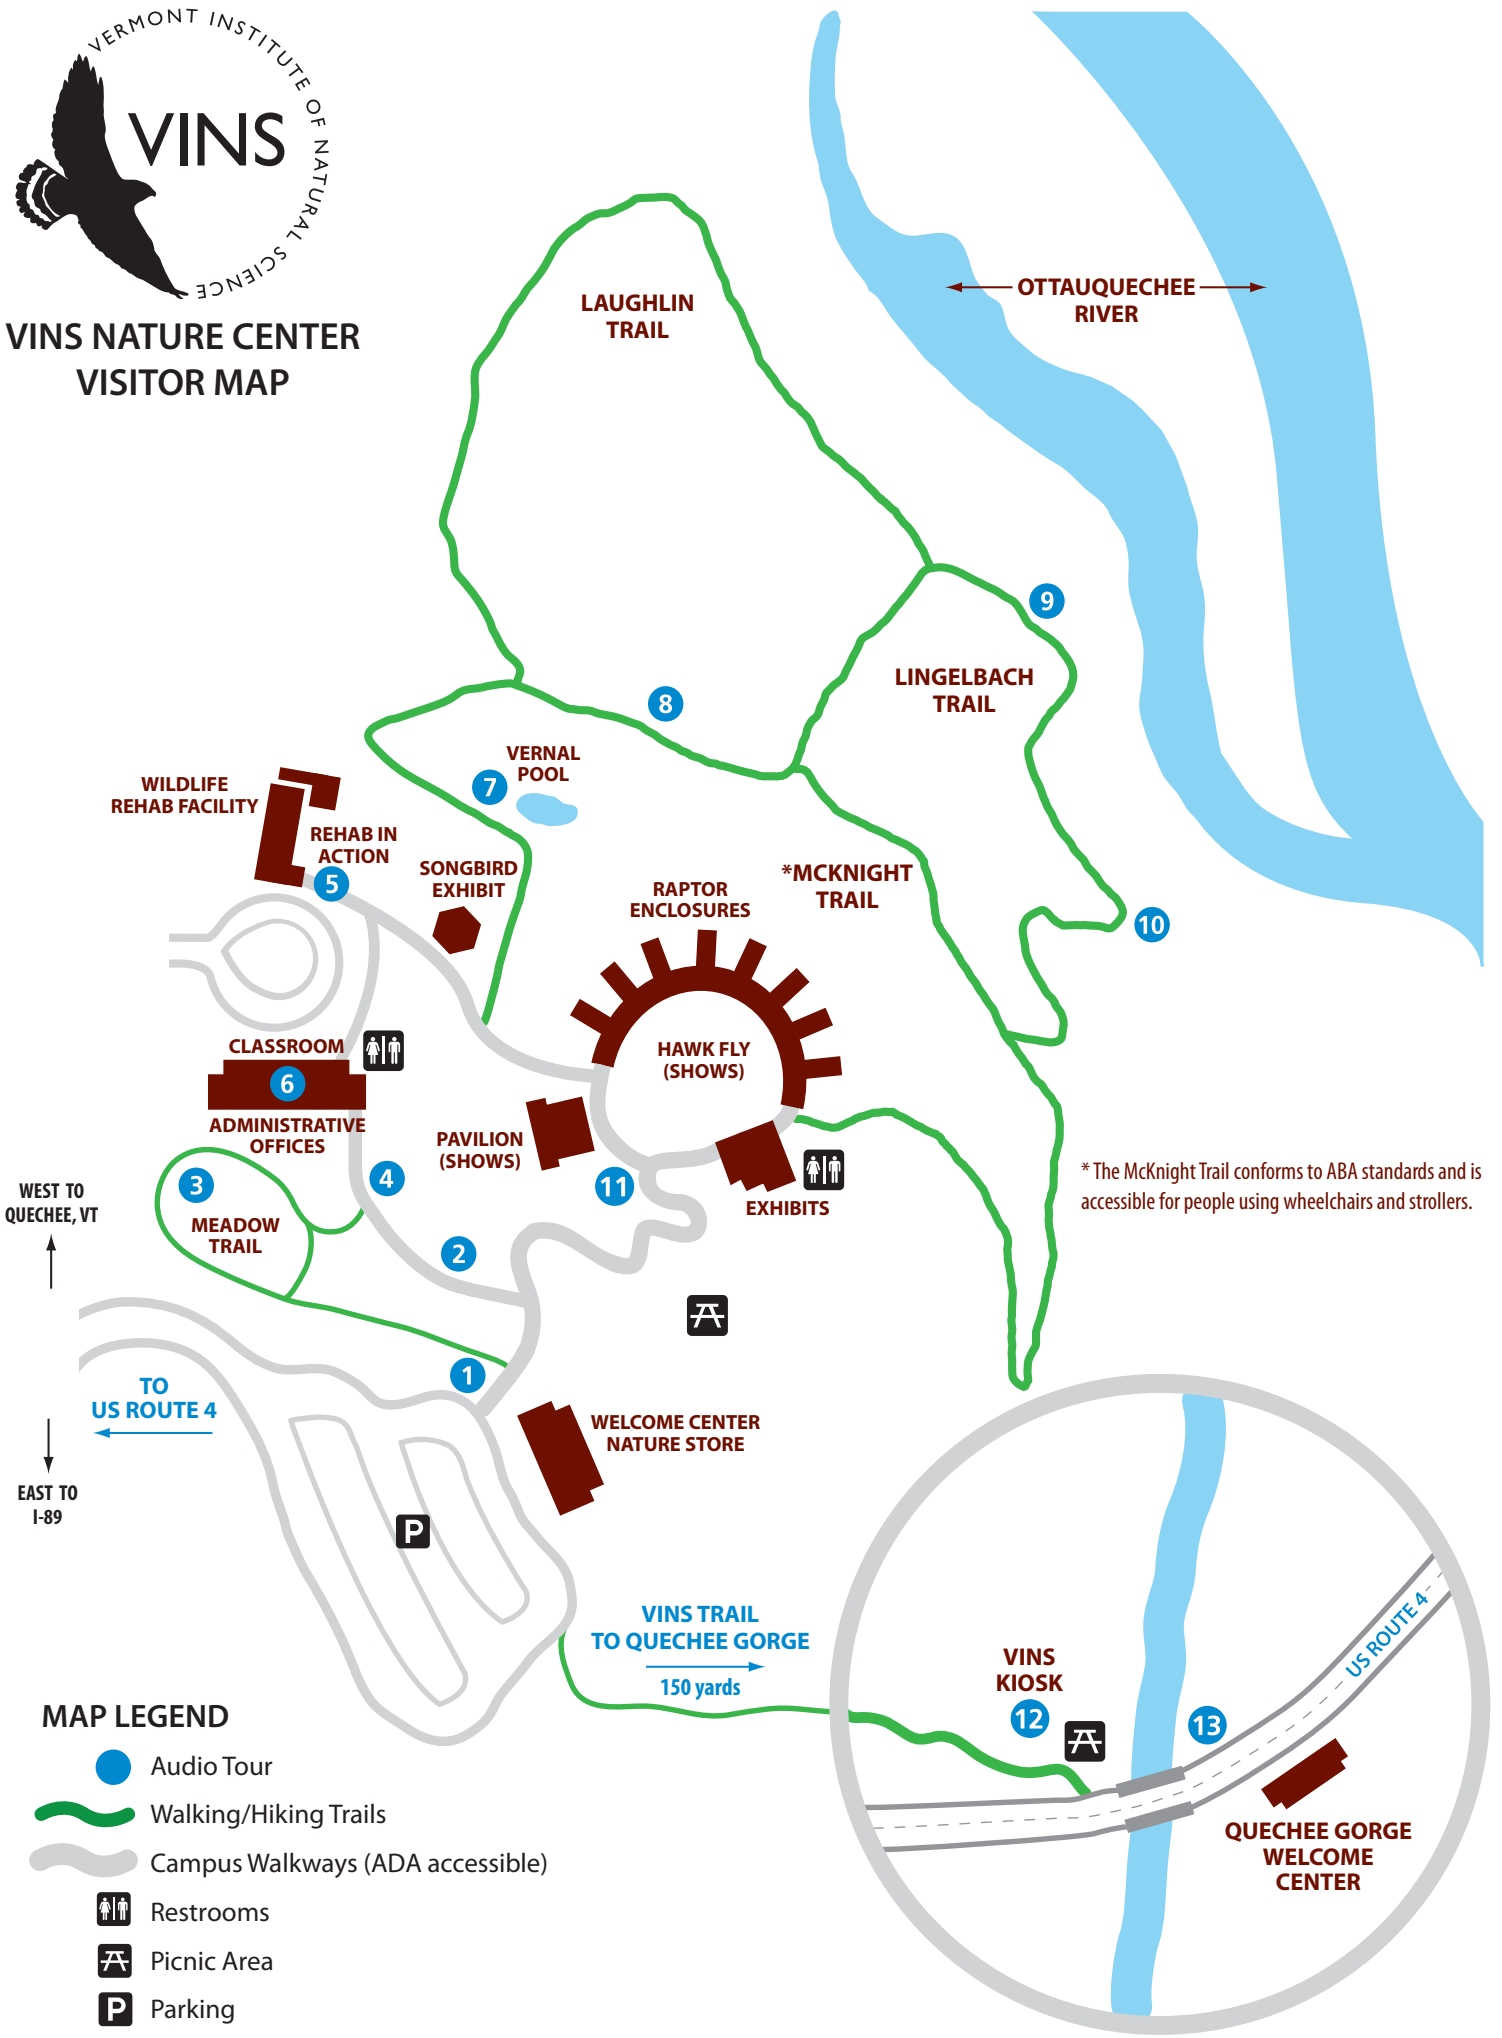 VERMONT INSTITUTE OF NATURAL SCIENCE
VINS
VINS NATURE CENTER
VISITOR MAP
OTTAUQUECHEE
RIVER
LAUGHLIN
TRAIL
9
LINGELBACH
TRAIL
8
VERNAL
POOL
7
WILDLIFE
REHAB FACILITY
REHAB IN
ACTION
5
SONGBIRD
EXHIBIT
RAPTOR
ENCLOSURES
*MCKNIGHT
TRAIL
10
HAWK FLY
(SHOWS)
CLASSROOM
6
ADMINISTRATIVE
OFFICES
PAVILION
(SHOWS)
11
EXHIBITS
* The McKnight Trail conforms to ABA standards and is
accessible for people using wheelchairs and strollers.
3
4
MEADOW
TRAIL
2
WEST TO
QUECHEE, VT
1
TO
US ROUTE 4
EAST TO
I-89
WELCOME CENTER
NATURE STORE
P
VINS TRAIL
TO QUECHEE GORGE
150 yards
VINS
KIOSK
12
13
US ROUTE 4
QUECHEE GORGE
WELCOME
CENTER
MAP LEGEND
Audio Tour
Walking/Hiking Trails
Campus Walkways (ADA accessible)
Restrooms
Picnic Area
P Parking